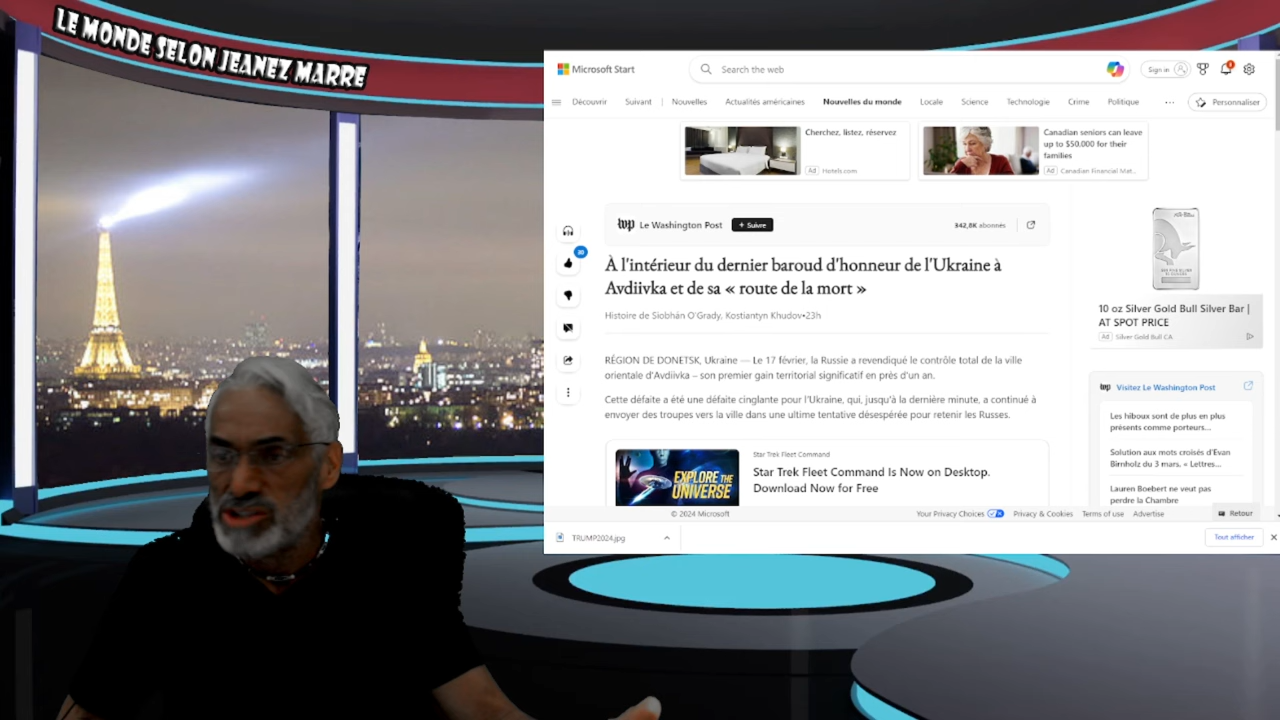 LE MONDE SELON JEANEZ MARRE
Microsoft Start
Search the web
Sign in
Découvrir
Suivant
Nouvelles
Actualités américaines
Nouvelles du monde
Locale
Science
Technologie
Crime
Politique
Personnaliser
Cherchez, listez, réservez
Ad Hotels.com
Canadian seniors can leave
up to $50,000 for their
families
Ad Canadian Financial Mat...
wp Le Washington Post + Suivre
342,8K abonnés
À l'intérieur du dernier baroud d'honneur de l'Ukraine à
Avdiivka et de sa « route de la mort »
Histoire de Siobhán O'Grady, Kostiantyn Khudov•23h
RÉGION DE DONETSK, Ukraine — Le 17 février, la Russie a revendiqué le contrôle total de la ville
orientale d'Avdiivka – son premier gain territorial significatif en près d'un an.
Cette défaite a été une défaite cinglante pour l'Ukraine, qui, jusqu'à la dernière minute, a continué à
envoyer des troupes vers la ville dans une ultime tentative désespérée pour retenir les Russes.
EXPLORE THE
UNIVERSE
Star Trek Fleet Command
Star Trek Fleet Command Is Now on Desktop.
Download Now for Free
10 oz Silver Gold Bull Silver Bar |
AT SPOT PRICE
Ad Silver Gold Bull CA
wp Visitez Le Washington Post
Les hiboux sont de plus en plus
présents comme porteurs...
Solution aux mots croisés d'Evan
Birnholz du 3 mars, « Lettres...
Lauren Boebert ne veut pas
perdre la Chambre
© 2024 Microsoft
Your Privacy Choices
Privacy & Cookies
Terms of use
Advertise
Retour
TRUMP2024.jpg
Tout afficher